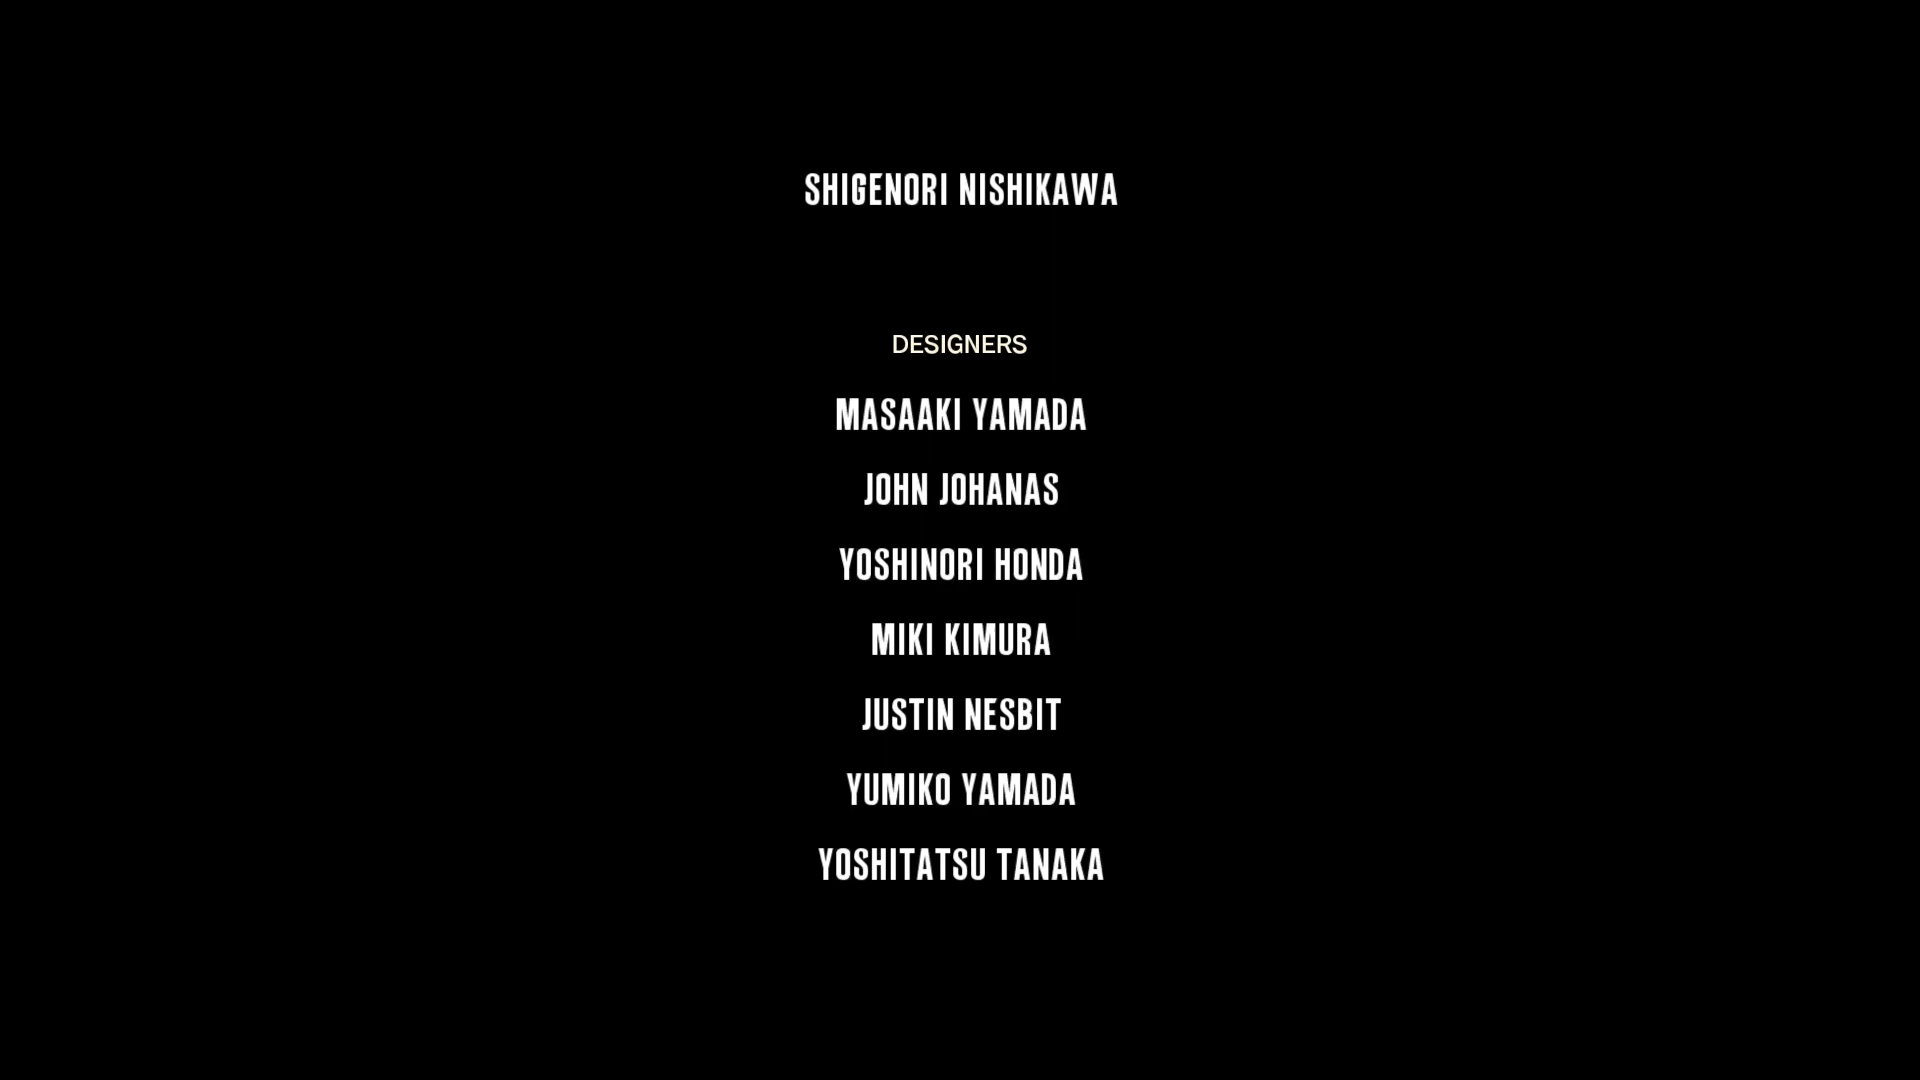 SHIGENORI NISHIKAWA
DESIGNERS
MASAAKI YAMADA
JOHN JOHANAS
YOSHINORI HONDA
MIKI KIMURA
JUSTIN NESBIT
YUMIKO YAMADA
YOSHITATSU TANAKA